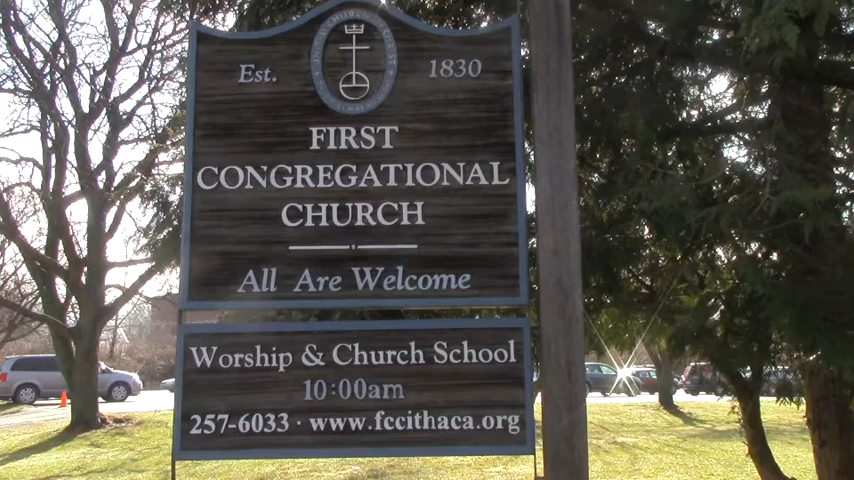 Est. 1830
FIRST
CONGREGATIONAL
CHURCH
All Are Welcome
Worship & Church School
10:00am
257-6033 · www.fccithaca.org